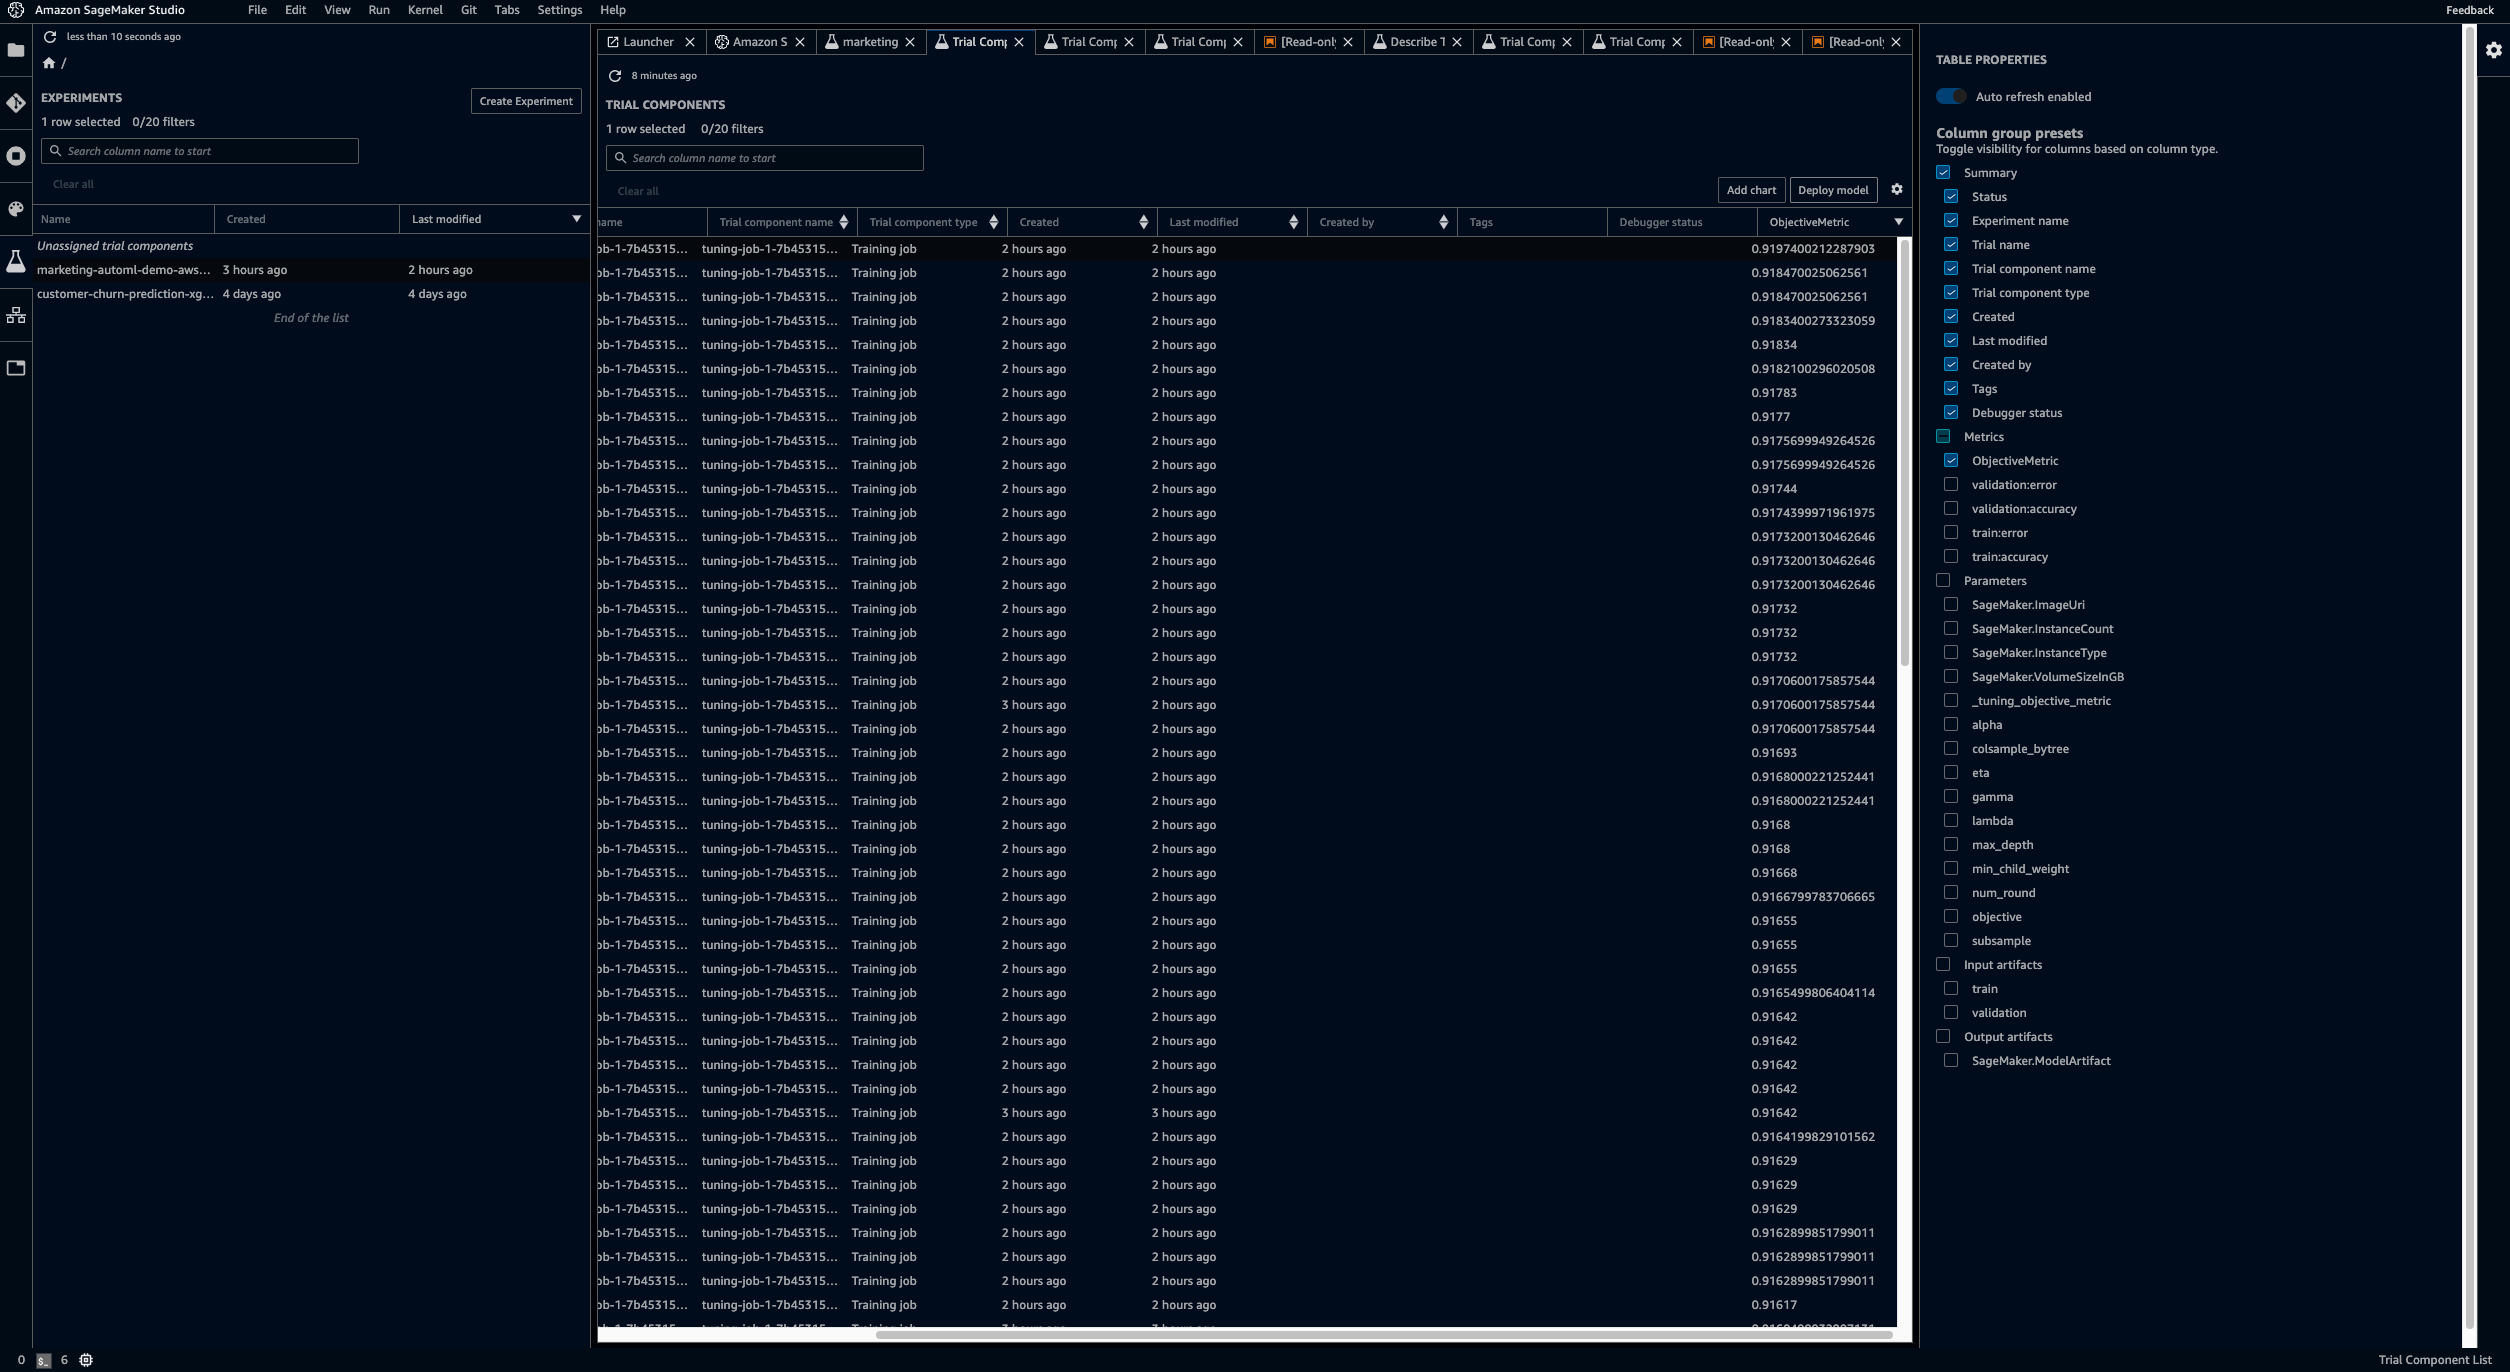 Amazon SageMaker Studio File Edit View Run Kernel Git Tabs Settings Help Feedback
less than 10 seconds ago
/
EXPERIMENTS
Create Experiment
1 row selected 0/20 filters
Search column name to start
Clear all
Name Created Last modified
Unassigned trial components
marketing-automl-demo-aws... 3 hours ago 2 hours ago
customer-churn-prediction-xg... 4 days ago 4 days ago
End of the list
Launcher Amazon S marketing Trial Comp Trial Comp Trial Comp [Read-only Describe T Trial Comp Trial Comp [Read-only [Read-only
8 minutes ago
TRIAL COMPONENTS
1 row selected 0/20 filters
Search column name to start
Clear all
Add chart Deploy model
name Trial component name Trial component type Created Last modified Created by Tags Debugger status ObjectiveMetric
ob-1-7b45315... tuning-job-1-7b45315... Training job 2 hours ago 2 hours ago 0.9197400212287903
ob-1-7b45315... tuning-job-1-7b45315... Training job 2 hours ago 2 hours ago 0.918470025062561
ob-1-7b45315... tuning-job-1-7b45315... Training job 2 hours ago 2 hours ago 0.918470025062561
ob-1-7b45315... tuning-job-1-7b45315... Training job 2 hours ago 2 hours ago 0.9183400273323059
ob-1-7b45315... tuning-job-1-7b45315... Training job 2 hours ago 2 hours ago 0.91834
ob-1-7b45315... tuning-job-1-7b45315... Training job 2 hours ago 2 hours ago 0.9182100296020508
ob-1-7b45315... tuning-job-1-7b45315... Training job 2 hours ago 2 hours ago 0.91783
ob-1-7b45315... tuning-job-1-7b45315... Training job 2 hours ago 2 hours ago 0.9177
ob-1-7b45315... tuning-job-1-7b45315... Training job 2 hours ago 2 hours ago 0.9175699949264526
ob-1-7b45315... tuning-job-1-7b45315... Training job 2 hours ago 2 hours ago 0.9175699949264526
ob-1-7b45315... tuning-job-1-7b45315... Training job 2 hours ago 2 hours ago 0.91744
ob-1-7b45315... tuning-job-1-7b45315... Training job 2 hours ago 2 hours ago 0.9174399971961975
ob-1-7b45315... tuning-job-1-7b45315... Training job 2 hours ago 2 hours ago 0.9173200130462646
ob-1-7b45315... tuning-job-1-7b45315... Training job 2 hours ago 2 hours ago 0.9173200130462646
ob-1-7b45315... tuning-job-1-7b45315... Training job 2 hours ago 2 hours ago 0.9173200130462646
ob-1-7b45315... tuning-job-1-7b45315... Training job 2 hours ago 2 hours ago 0.91732
ob-1-7b45315... tuning-job-1-7b45315... Training job 2 hours ago 2 hours ago 0.91732
ob-1-7b45315... tuning-job-1-7b45315... Training job 2 hours ago 2 hours ago 0.91732
ob-1-7b45315... tuning-job-1-7b45315... Training job 2 hours ago 2 hours ago 0.9170600175857544
ob-1-7b45315... tuning-job-1-7b45315... Training job 3 hours ago 2 hours ago 0.9170600175857544
ob-1-7b45315... tuning-job-1-7b45315... Training job 2 hours ago 2 hours ago 0.9170600175857544
ob-1-7b45315... tuning-job-1-7b45315... Training job 2 hours ago 2 hours ago 0.91693
ob-1-7b45315... tuning-job-1-7b45315... Training job 2 hours ago 2 hours ago 0.9168000221252441
ob-1-7b45315... tuning-job-1-7b45315... Training job 2 hours ago 2 hours ago 0.9168000221252441
ob-1-7b45315... tuning-job-1-7b45315... Training job 2 hours ago 2 hours ago 0.9168
ob-1-7b45315... tuning-job-1-7b45315... Training job 2 hours ago 2 hours ago 0.9168
ob-1-7b45315... tuning-job-1-7b45315... Training job 2 hours ago 2 hours ago 0.91668
ob-1-7b45315... tuning-job-1-7b45315... Training job 2 hours ago 2 hours ago 0.9166799783706665
ob-1-7b45315... tuning-job-1-7b45315... Training job 2 hours ago 2 hours ago 0.91655
ob-1-7b45315... tuning-job-1-7b45315... Training job 2 hours ago 2 hours ago 0.91655
ob-1-7b45315... tuning-job-1-7b45315... Training job 2 hours ago 2 hours ago 0.91655
ob-1-7b45315... tuning-job-1-7b45315... Training job 2 hours ago 2 hours ago 0.9165499806404114
ob-1-7b45315... tuning-job-1-7b45315... Training job 2 hours ago 2 hours ago 0.91642
ob-1-7b45315... tuning-job-1-7b45315... Training job 2 hours ago 2 hours ago 0.91642
ob-1-7b45315... tuning-job-1-7b45315... Training job 2 hours ago 2 hours ago 0.91642
ob-1-7b45315... tuning-job-1-7b45315... Training job 2 hours ago 2 hours ago 0.91642
ob-1-7b45315... tuning-job-1-7b45315... Training job 3 hours ago 3 hours ago 0.91642
ob-1-7b45315... tuning-job-1-7b45315... Training job 2 hours ago 2 hours ago 0.9164199829101562
ob-1-7b45315... tuning-job-1-7b45315... Training job 2 hours ago 2 hours ago 0.91629
ob-1-7b45315... tuning-job-1-7b45315... Training job 2 hours ago 2 hours ago 0.91629
ob-1-7b45315... tuning-job-1-7b45315... Training job 2 hours ago 2 hours ago 0.91629
ob-1-7b45315... tuning-job-1-7b45315... Training job 2 hours ago 2 hours ago 0.9162899851799011
ob-1-7b45315... tuning-job-1-7b45315... Training job 2 hours ago 2 hours ago 0.9162899851799011
ob-1-7b45315... tuning-job-1-7b45315... Training job 2 hours ago 2 hours ago 0.9162899851799011
ob-1-7b45315... tuning-job-1-7b45315... Training job 2 hours ago 2 hours ago 0.91617
TABLE PROPERTIES
Auto refresh enabled
Column group presets
Toggle visibility for columns based on column type.
Summary
Status
Experiment name
Trial name
Trial component name
Trial component type
Created
Last modified
Created by
Tags
Debugger status
Metrics
ObjectiveMetric
validation:error
validation:accuracy
train:error
train:accuracy
Parameters
SageMaker.ImageUri
SageMaker.InstanceCount
SageMaker.InstanceType
SageMaker.VolumeSizeInGB
_tuning_objective_metric
alpha
colsample_bytree
eta
gamma
lambda
max_depth
min_child_weight
num_round
objective
subsample
Input artifacts
train
validation
Output artifacts
SageMaker.ModelArtifact
0 $_ 6 Trial Component List